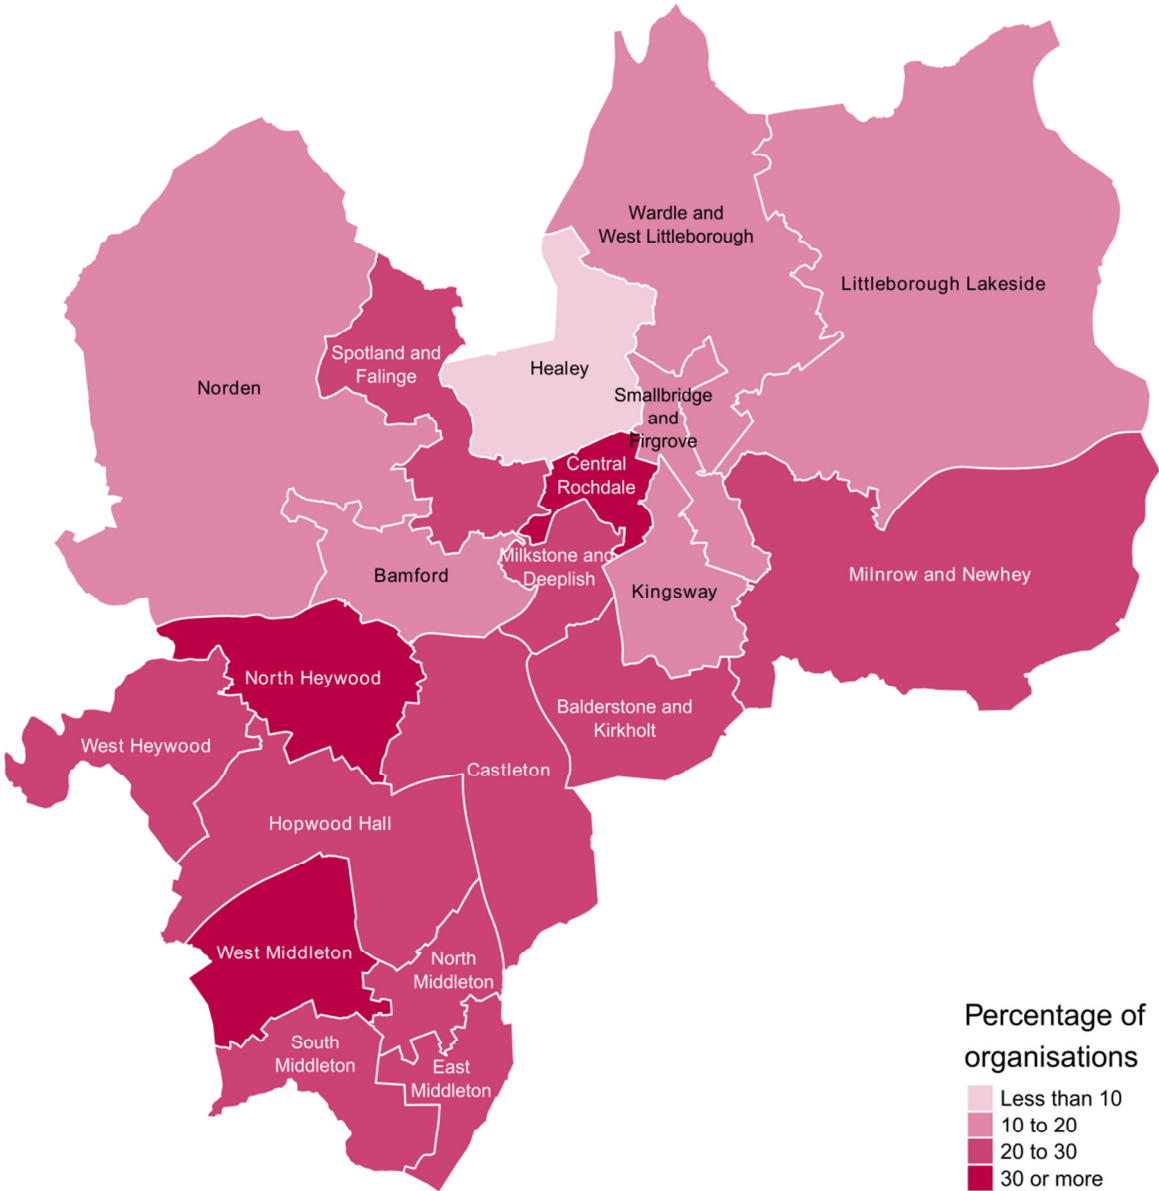 Wardle and
West Littleborough
Littleborough Lakeside
Spotland and
Falinge
Healey
Norden
Smallbridge
and
Firgrove
Central
Rochdale
Milkstone and
Deeplish
Bamford
Kingsway
Milnrow and Newhey
North Heywood
Balderstone and
Kirkholt
West Heywood
Castleton
Hopwood Hall
West Middleton
North
Middleton
South
Middleton
East
Middleton
Percentage of
organisations
Less than 10
10 to 20
20 to 30
30 or more